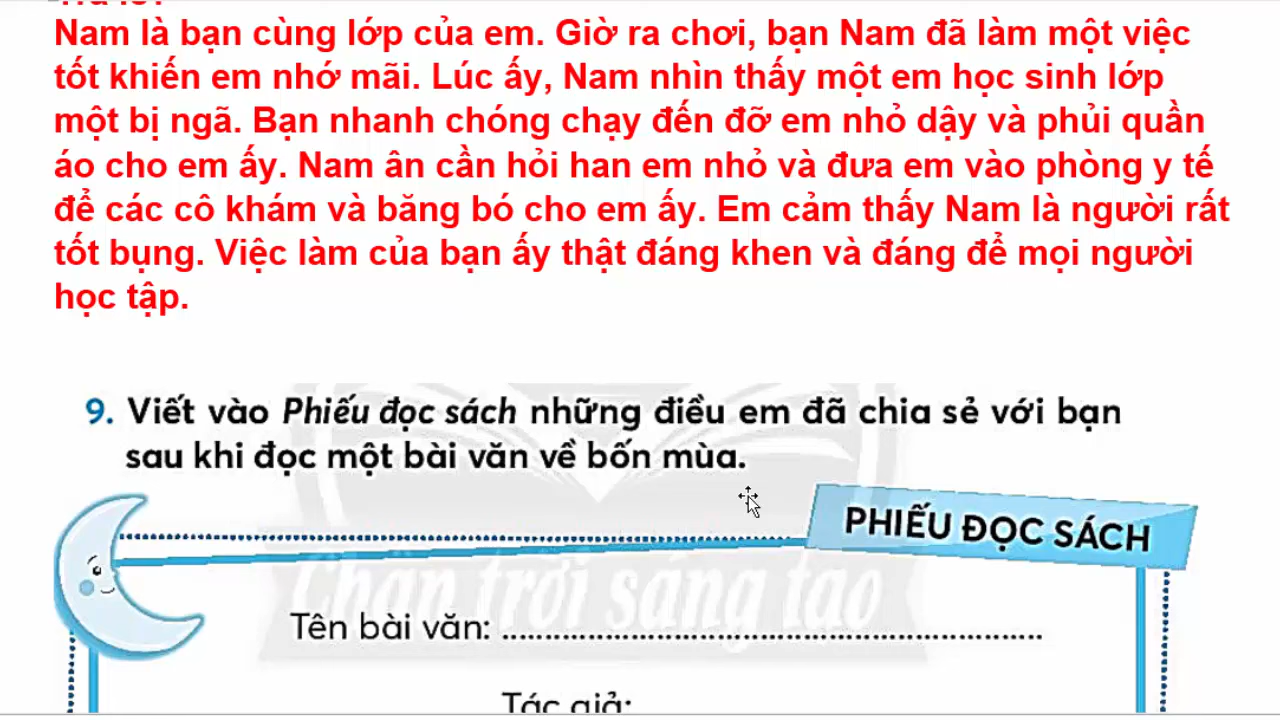 Nam là bạn cùng lớp của em. Giờ ra chơi, bạn Nam đã làm một việc
tốt khiến em nhớ mãi. Lúc ấy, Nam nhìn thấy một em học sinh lớp
một bị ngã. Bạn nhanh chóng chạy đến đỡ em nhỏ dậy và phủi quần
áo cho em ấy. Nam ân cần hỏi han em nhỏ và đưa em vào phòng y tế
để các cô khám và băng bó cho em ấy. Em cảm thấy Nam là người rất
tốt bụng. Việc làm của bạn ấy thật đáng khen và đáng để mọi người
học tập.
9. Viết vào Phiếu đọc sách những điều em đã chia sẻ với bạn
sau khi đọc một bài văn về bốn mùa.
PHIẾU ĐỌC SÁCH
Chân trời sáng tạo
Tên bài văn: ................................................
Tác giả: